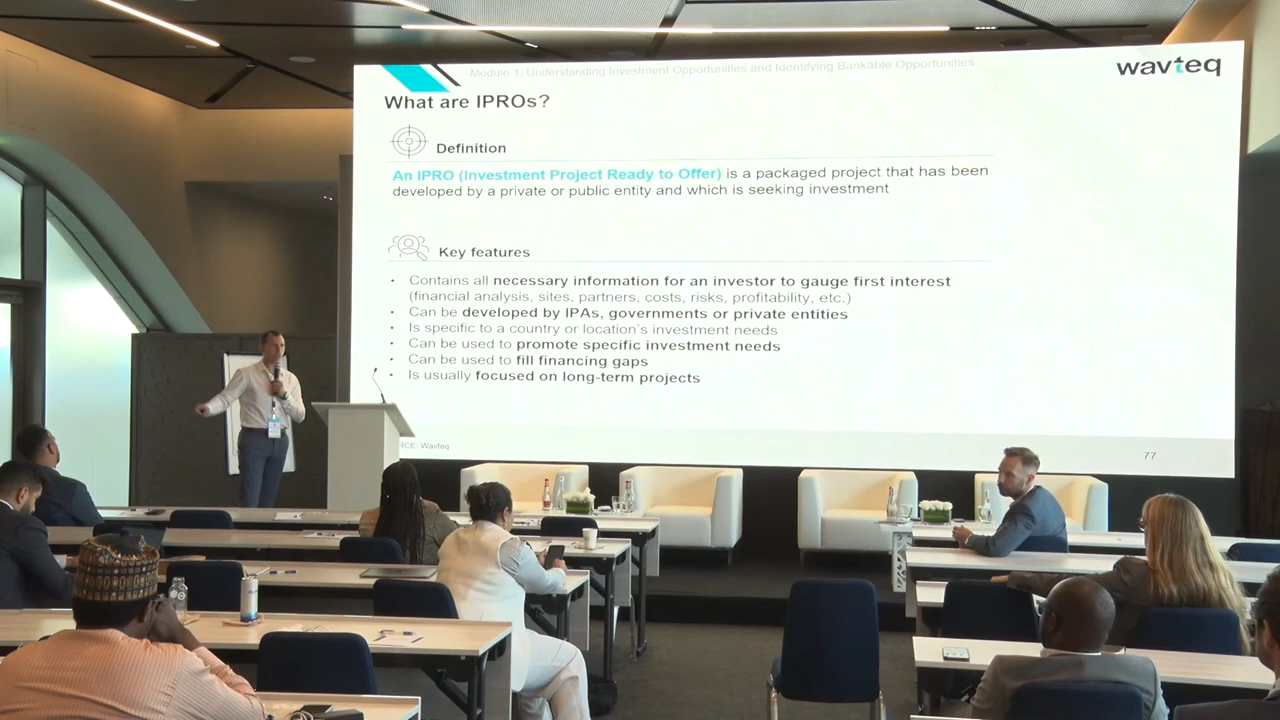 Module 1: Understanding Investment Opportunities and Identifying Bankable Opportunities
wavteq
What are IPROs?
Definition
An IPRO (Investment Project Ready to Offer) is a packaged project that has been
developed by a private or public entity and which is seeking investment
Key features
• Contains all necessary information for an investor to gauge first interest
(financial analysis, sites, partners, costs, risks, profitability, etc.)
• Can be developed by IPAs, governments or private entities
• Is specific to a country or location's investment needs
• Can be used to promote specific investment needs
• Can be used to fill financing gaps
• Is usually focused on long-term projects
RCE: Wavteq
77